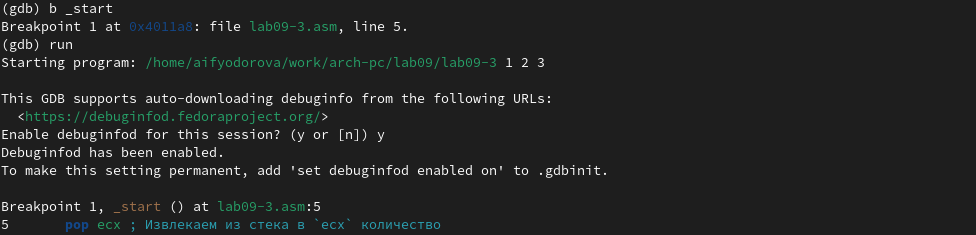 (gdb) b _start
Breakpoint 1 at 0x4011a8: file lab09-3.asm, line 5.
(gdb) run
Starting program: /home/aifyodorova/work/arch-pc/lab09/lab09-3 1 2 3

This GDB supports auto-downloading debuginfo from the following URLs:
  <https://debuginfod.fedoraproject.org/>
Enable debuginfod for this session? (y or [n]) y
Debuginfod has been enabled.
To make this setting permanent, add 'set debuginfod enabled on' to .gdbinit.

Breakpoint 1, _start () at lab09-3.asm:5
5       pop ecx ; Извлекаем из стека в `ecx` количество